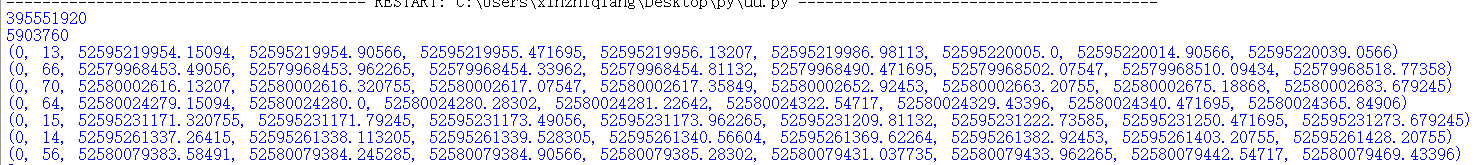 ---------------------------------------- RESTART: C:\Users\xinzhiqiang\Desktop\py\dd.py ----------------------------------------
395551920
5903760
(0, 13, 52595219954.15094, 52595219954.90566, 52595219955.471695, 52595219956.13207, 52595219986.98113, 52595220005.0, 52595220014.90566, 52595220039.0566)
(0, 66, 52579968453.49056, 52579968453.962265, 52579968454.33962, 52579968454.81132, 52579968490.471695, 52579968502.07547, 52579968510.09434, 52579968518.77358)
(0, 70, 52580002616.13207, 52580002616.320755, 52580002617.07547, 52580002617.35849, 52580002652.92453, 52580002663.20755, 52580002675.18868, 52580002683.679245)
(0, 64, 52580024279.15094, 52580024280.0, 52580024280.28302, 52580024281.22642, 52580024322.54717, 52580024329.43396, 52580024340.471695, 52580024365.84906)
(0, 15, 52595231171.320755, 52595231171.79245, 52595231173.49056, 52595231173.962265, 52595231209.81132, 52595231222.73585, 52595231250.471695, 52595231273.679245)
(0, 14, 52595261337.26415, 52595261338.113205, 52595261339.528305, 52595261340.56604, 52595261369.62264, 52595261382.92453, 52595261403.20755, 52595261428.20755)
(0, 56, 52580079383.58491, 52580079384.245285, 52580079384.90566, 52580079385.28302, 52580079431.037735, 52580079433.962265, 52580079442.54717, 52580079469.43396)